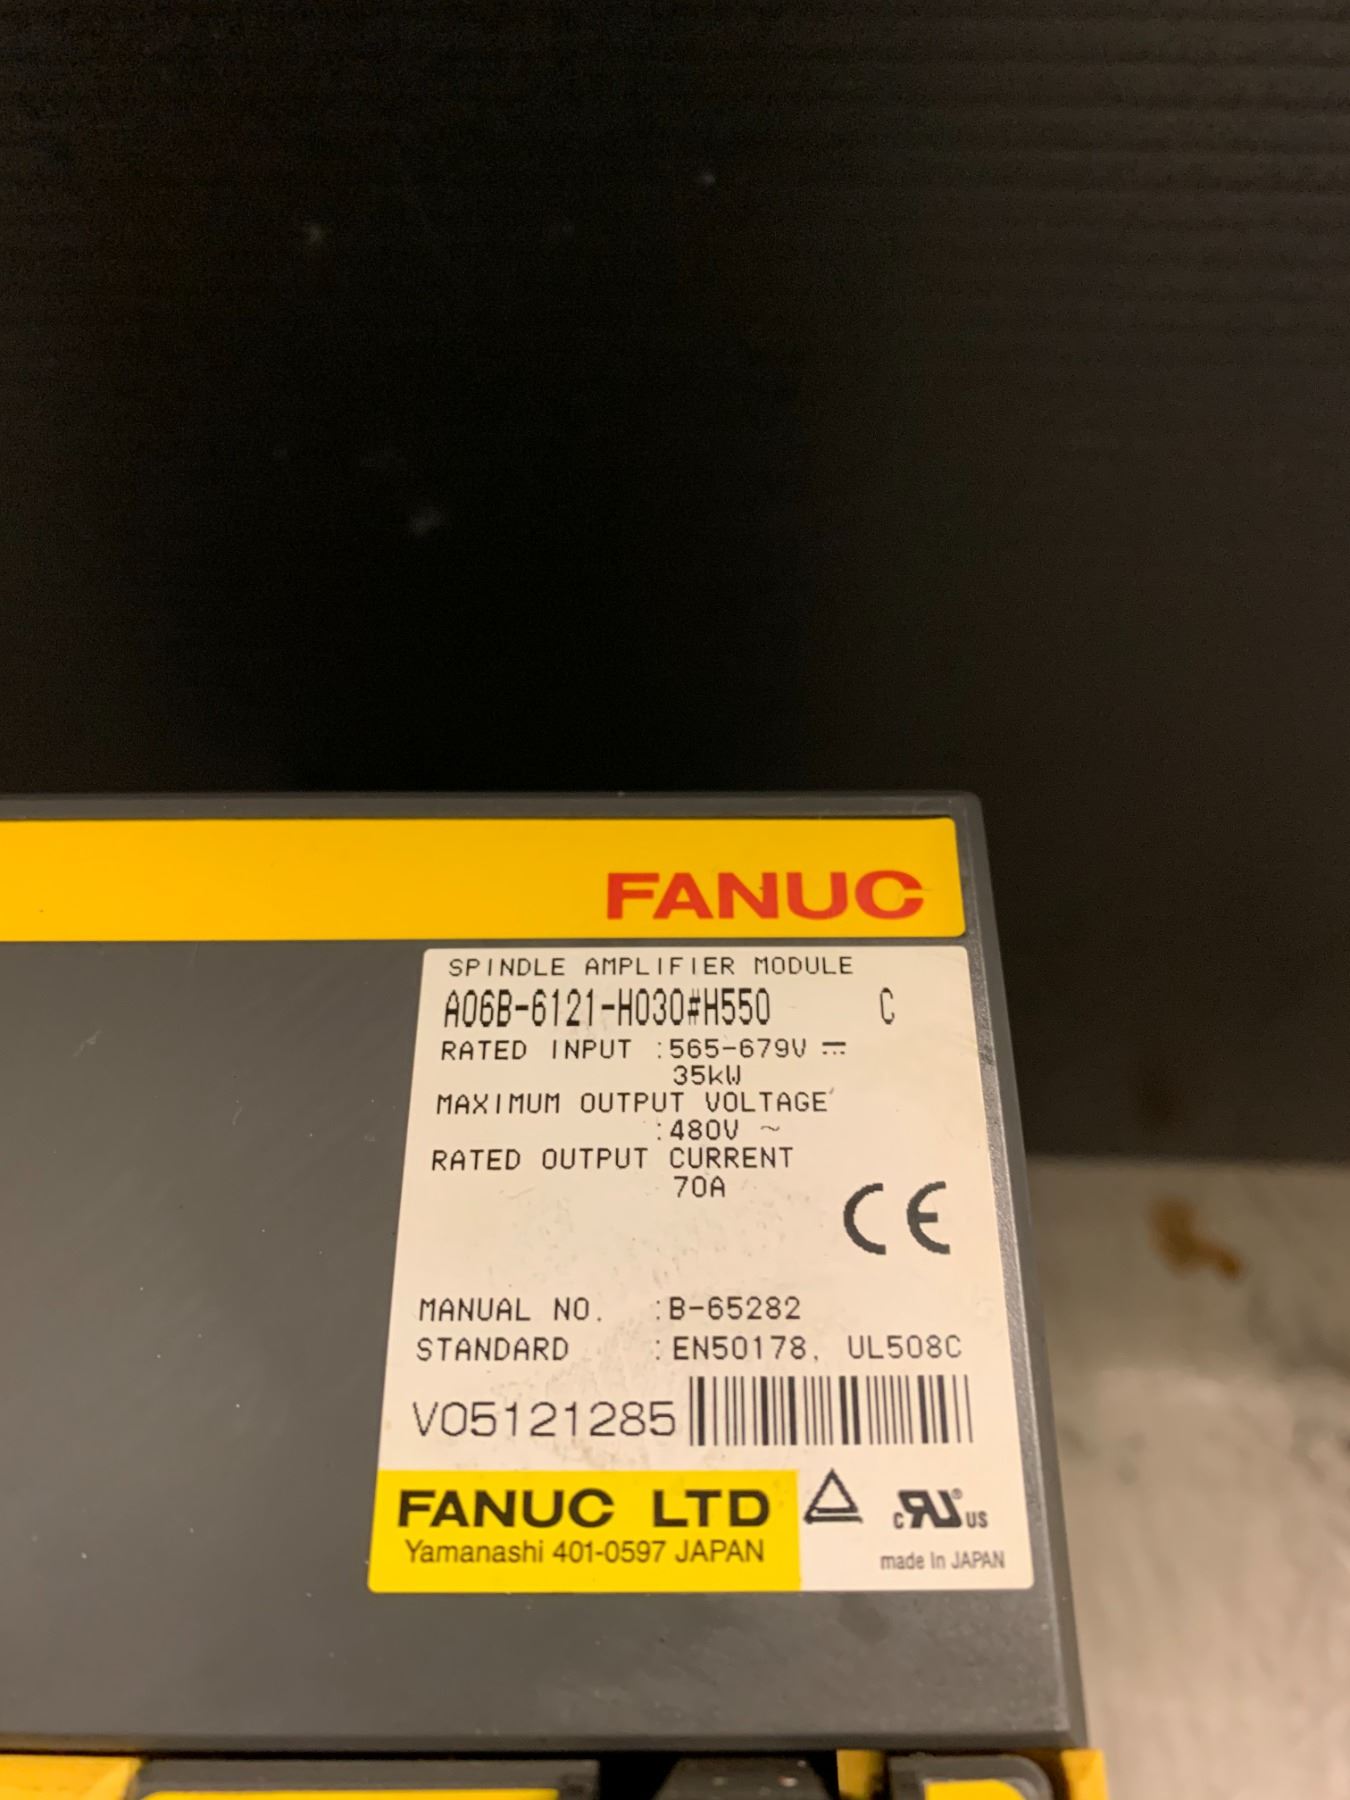 FANUC
SPINDLE AMPLIFIER MODULE
A06B-6121-H030#H550 C
RATED INPUT :565-679V ⎓
35kW
MAXIMUM OUTPUT VOLTAGE
:480V ~
RATED OUTPUT CURRENT
70A
CE
MANUAL NO. :B-65282
STANDARD :EN50178, UL508C
V05121285
FANUC LTD
Yamanashi 401-0597 JAPAN
c RU ® US
made In JAPAN